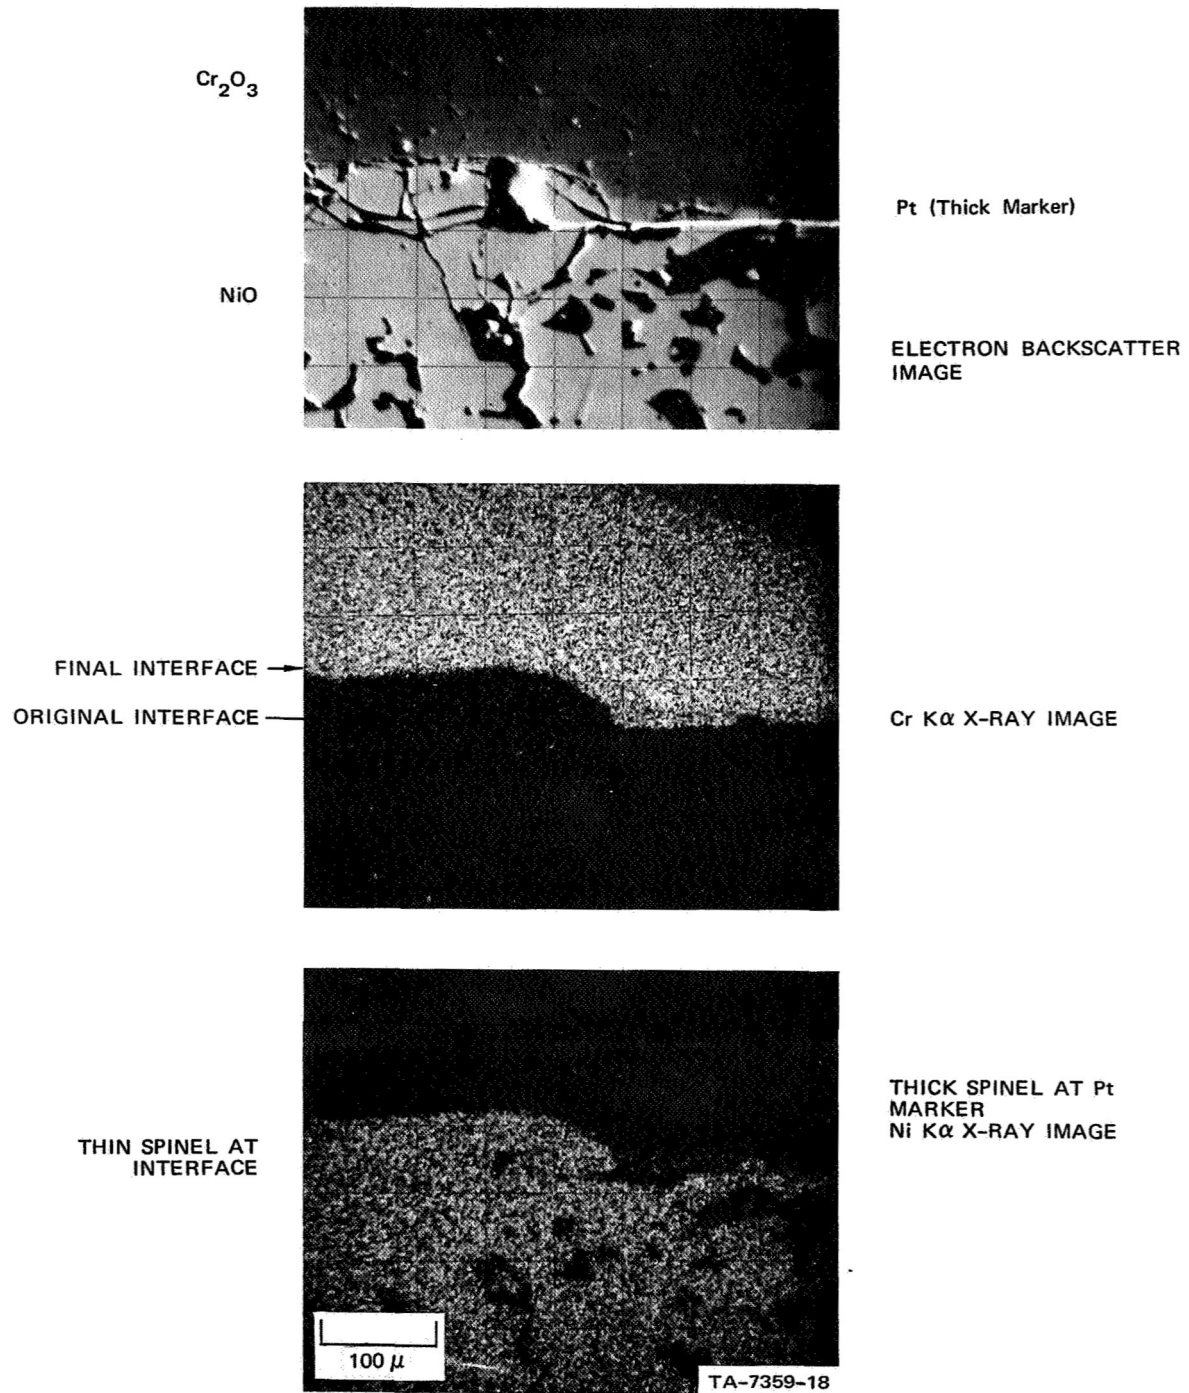 Cr2O3
Pt (Thick Marker)
NiO
ELECTRON BACKSCATTER
IMAGE
FINAL INTERFACE
ORIGINAL INTERFACE
Cr Kα X-RAY IMAGE
THIN SPINEL AT
INTERFACE
THICK SPINEL AT Pt
MARKER
Ni Kα X-RAY IMAGE
100 μ
TA-7359-18